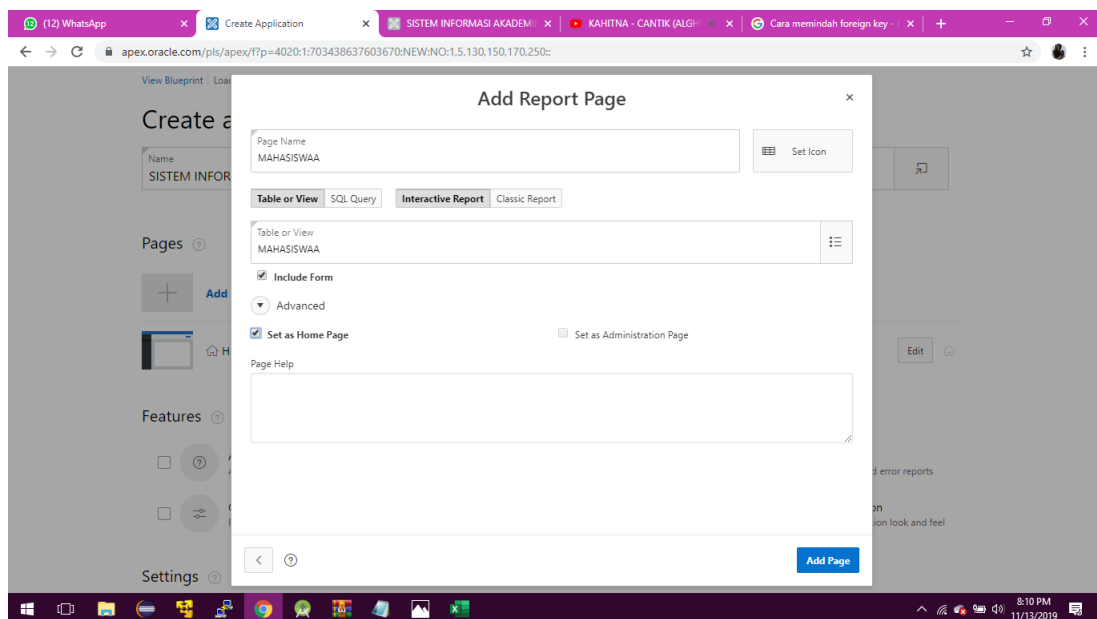 (12) WhatsApp
Create Application
SISTEM INFORMASI AKADEMI
KAHITNA - CANTIK (ALGH
Cara memindah foreign key -
apex.oracle.com/pls/apex/f?p=4020:1:703438637603670:NEW:NO:1,5,130,150,170,250::
View Blueprint
Create a
Name
SISTEM INFOR
Pages
Add
H
Edit
Features
d error reports
on
ion look and feel
Settings
Add Report Page
Page Name
MAHASISWAA
Set Icon
Table or View SQL Query Interactive Report Classic Report
Table or View
MAHASISWAA
Include Form
Advanced
Set as Home Page Set as Administration Page
Page Help
Add Page
8:10 PM
11/13/2019